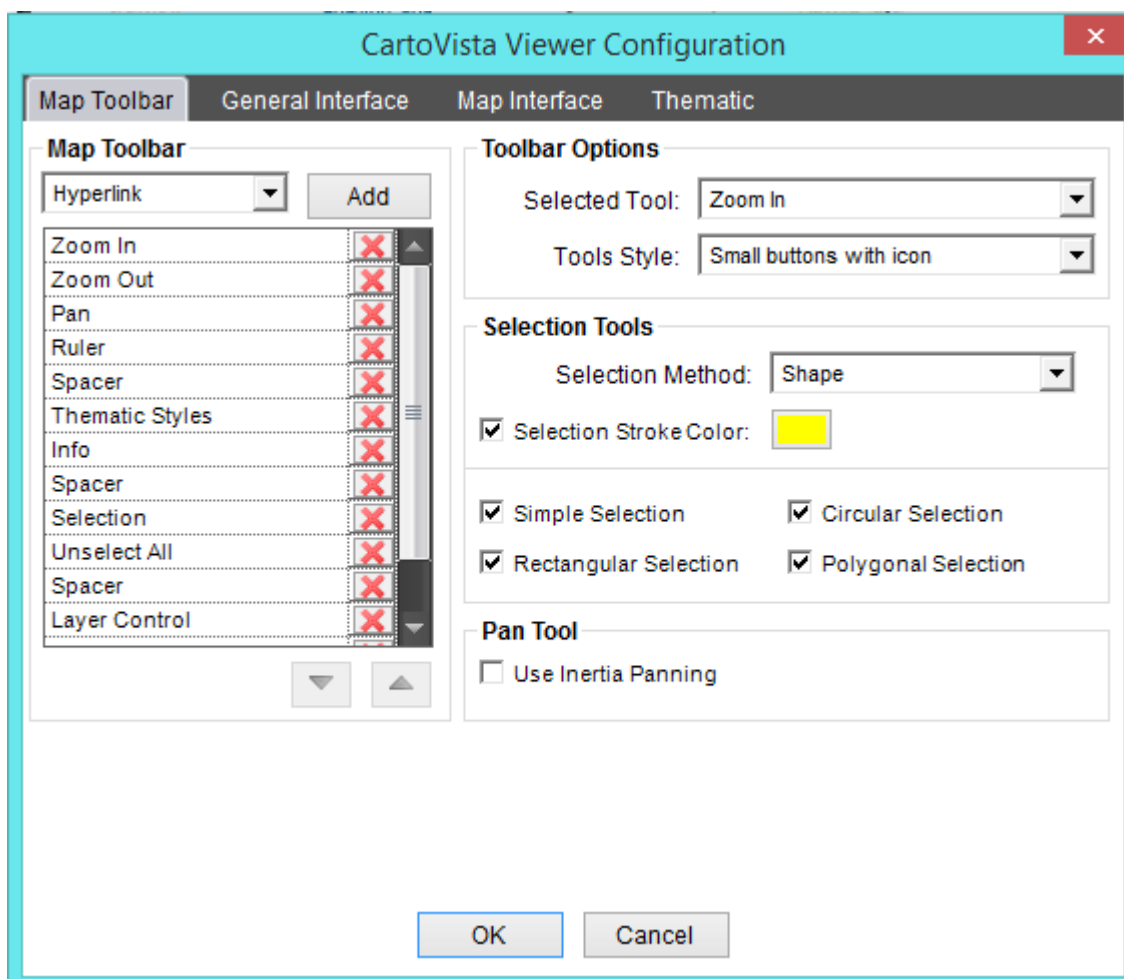 CartoVista Viewer Configuration
Map Toolbar General Interface Map Interface Thematic
Map Toolbar
Hyperlink Add
Zoom In
Zoom Out
Pan
Ruler
Spacer
Thematic Styles
Info
Spacer
Selection
Unselect All
Spacer
Layer Control
Toolbar Options
Selected Tool: Zoom In
Tools Style: Small buttons with icon
Selection Tools
Selection Method: Shape
Selection Stroke Color:
Simple Selection Circular Selection
Rectangular Selection Polygonal Selection
Pan Tool
Use Inertia Panning
OK Cancel